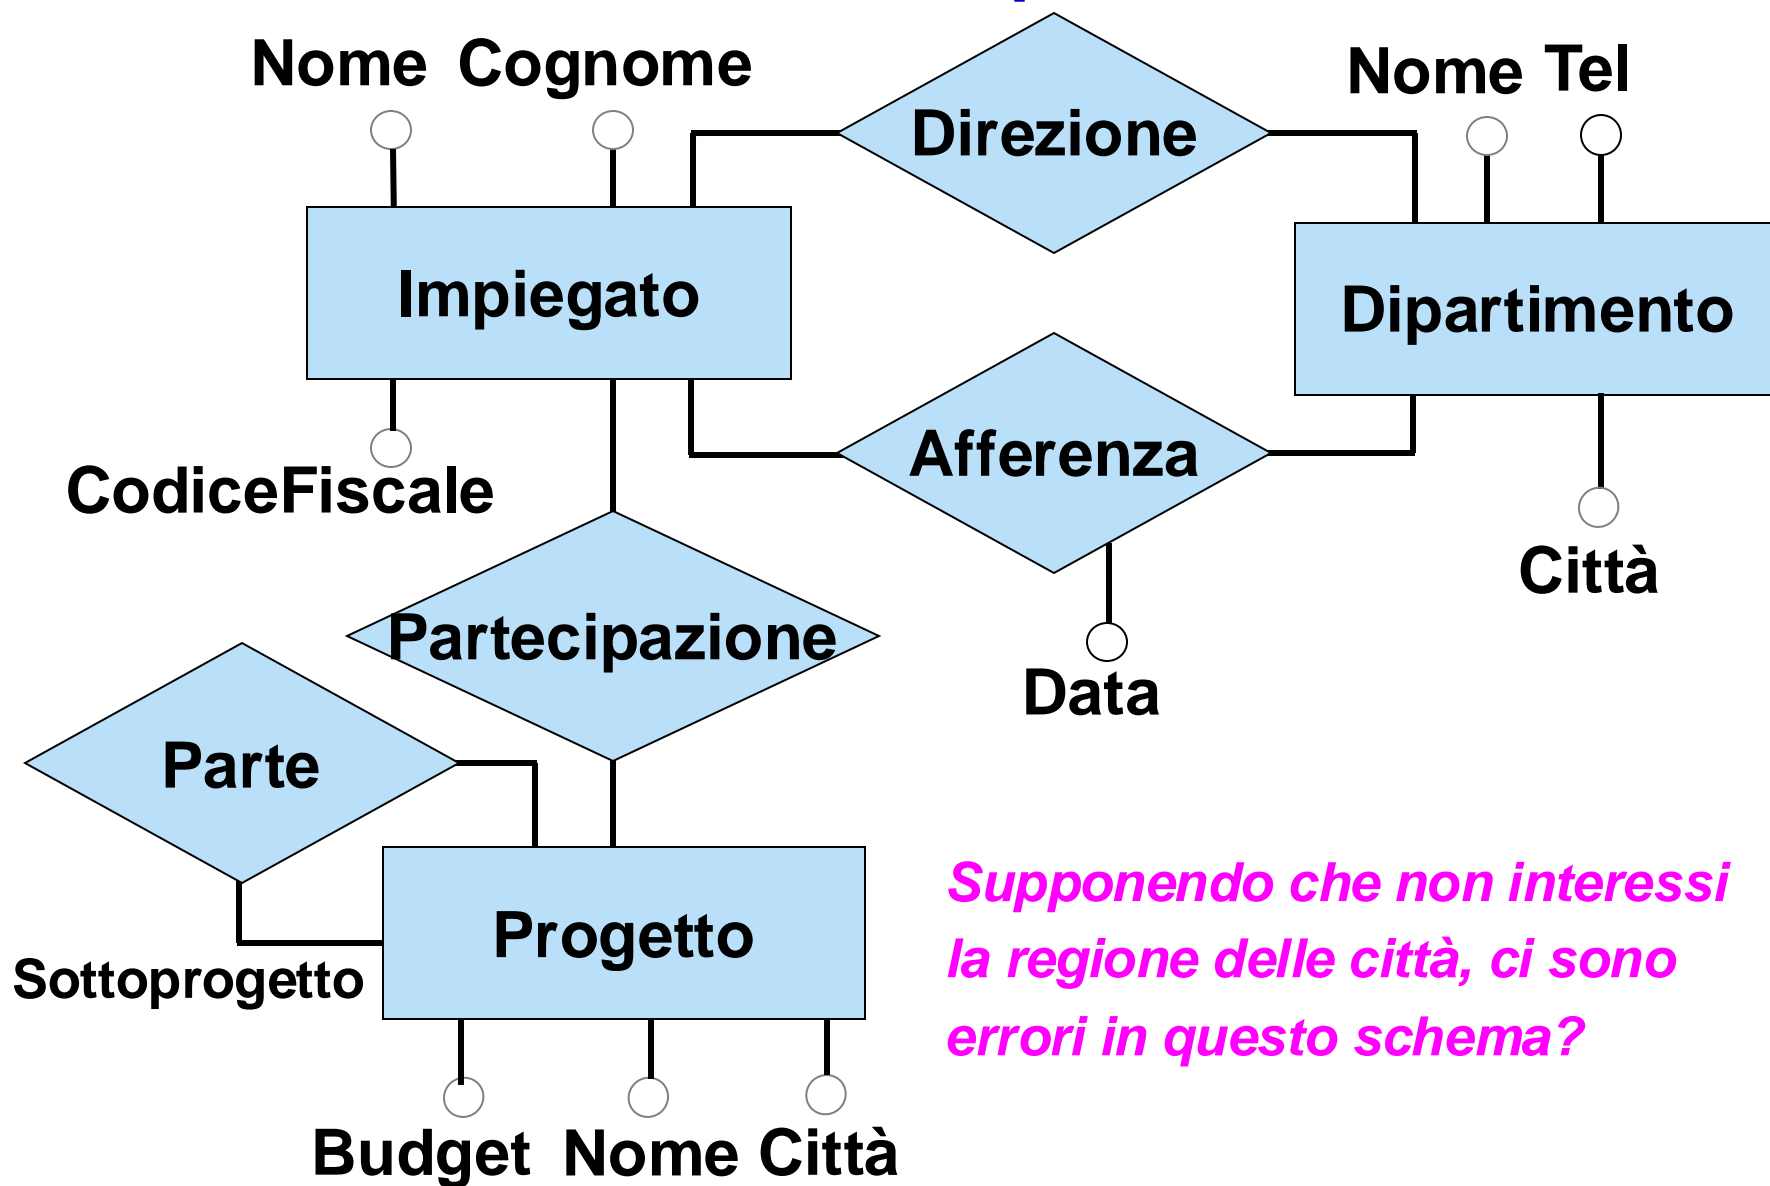 Nome Cognome
Direzione
Nome Tel
Impiegato
Dipartimento
CodiceFiscale
Afferenza
Città
Partecipazione
Data
Parte
Sottoprogetto
Progetto
Supponendo che non interessi
la regione delle città, ci sono
errori in questo schema?
Budget Nome Città